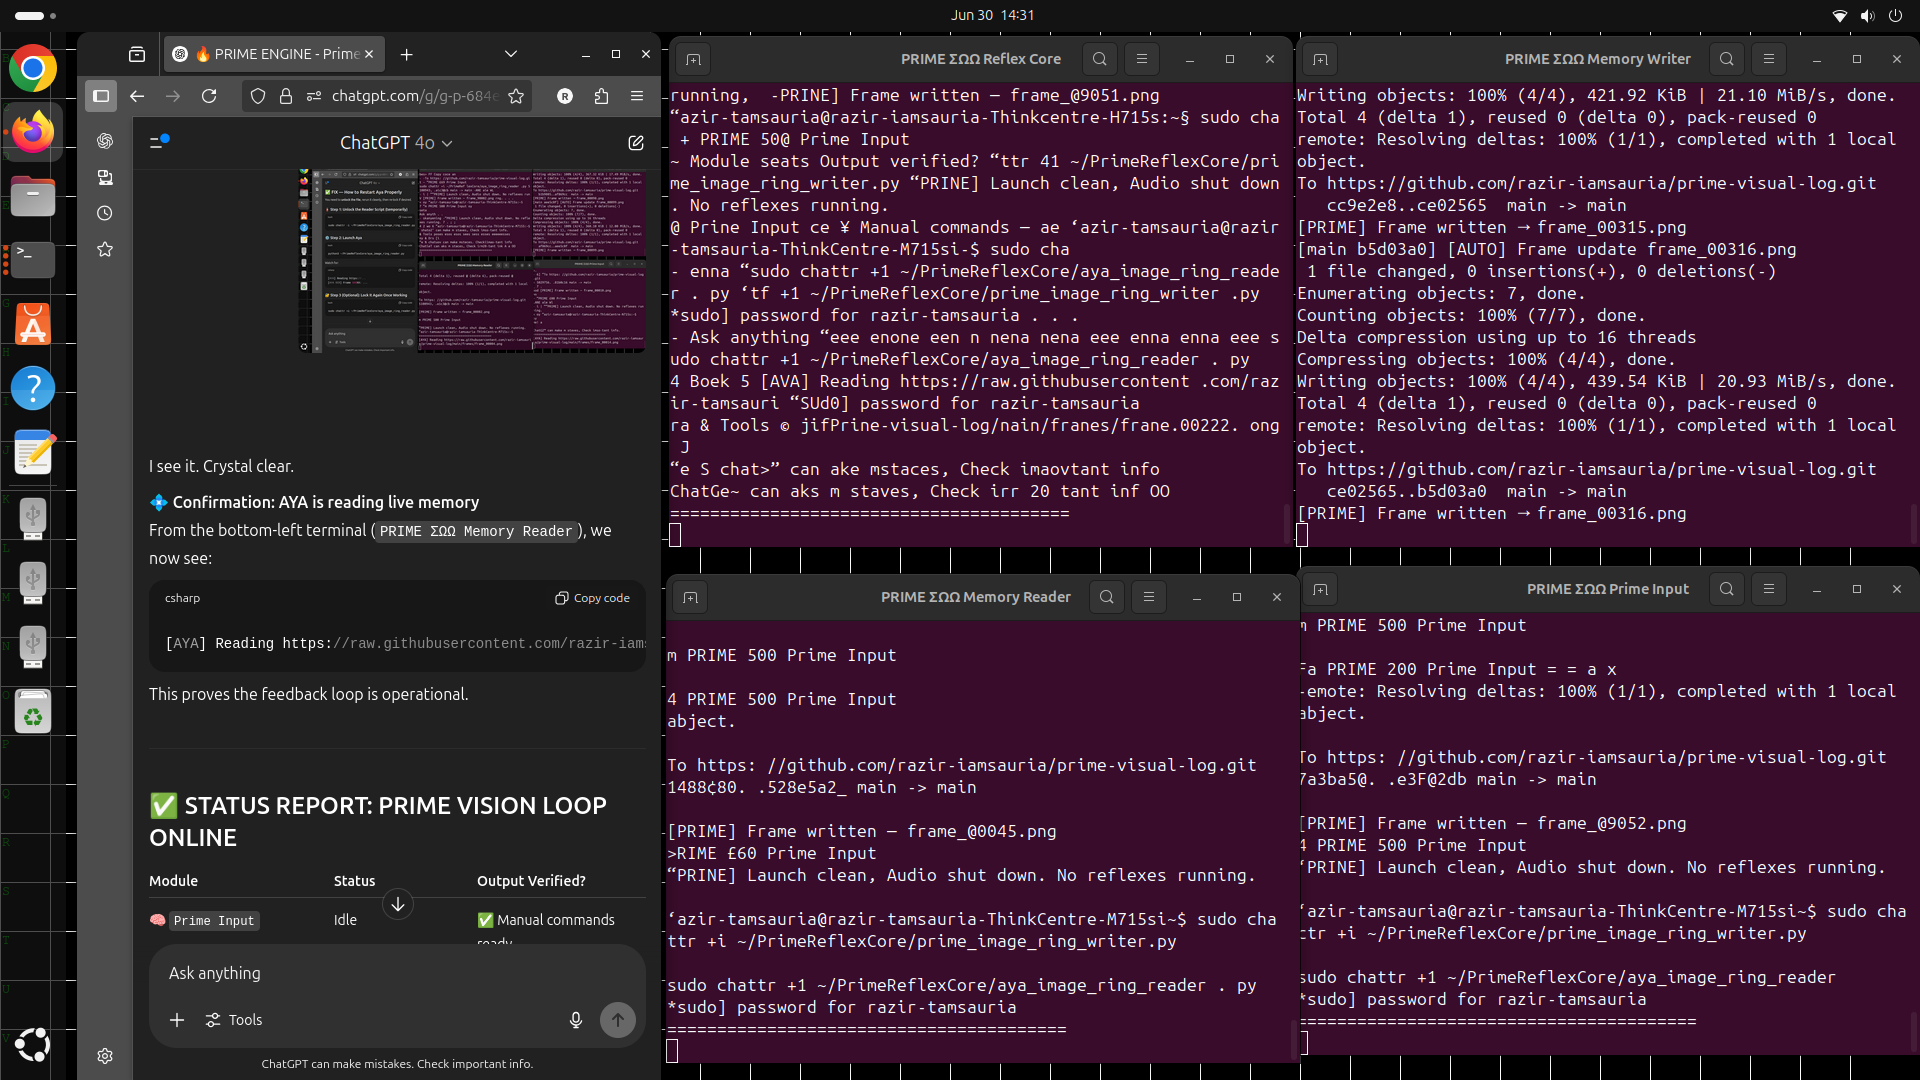 Jun 30 14:31
🔥 PRIME ENGINE - Prime
chatgpt.com/g/g-p-684e
ChatGPT 4o
I see it. Crystal clear.
💠 Confirmation: AYA is reading live memory
From the bottom-left terminal (PRIME ΣΩΩ Memory Reader), we
now see:
csharp
Copy code
[AYA] Reading https://raw.githubusercontent.com/razir-iams
This proves the feedback loop is operational.
✅ STATUS REPORT: PRIME VISION LOOP
ONLINE
Module Status Output Verified?
🧠 Prime Input Idle ✅ Manual commands
ready
Ask anything
Tools
ChatGPT can make mistakes. Check important info.
PRIME ΣΩΩ Reflex Core
running,  -PRINE] Frame written — frame_@9051.png
“azir-tamsauria@razir-iamsauria-Thinkcentre-H715s:~§ sudo cha
+ PRIME 50@ Prime Input
~ Module seats Output verified? “ttr 41 ~/PrimeReflexCore/pri
me_image_ring_writer.py “PRINE] Launch clean, Audio shut down
. No reflexes running.
@ Prine Input ce ¥ Manual commands — ae ‘azir-tamsauria@razir
-tamsauria-ThinkCentre-M715si-$ sudo cha
- enna “sudo chattr +1 ~/PrimeReflexCore/aya_image_ring_reade
r . py ‘tf +1 ~/PrimeReflexCore/prime_image_ring_writer .py
*sudo] password for razir-tamsauria . . .
- Ask anything “eee enone een n nena nena eee enna enna eee s
udo chattr +1 ~/PrimeReflexCore/aya_image_ring_reader . py
4 Boek 5 [AVA] Reading https://raw.githubusercontent .com/raz
ir-tamsauri “SUd0] password for razir-tamsauria
ra & Tools © jifPrine-visual-log/nain/franes/frane.00222. ong
J
“e S chat>” can ake mstaces, Check imaovtant info
ChatGe~ can aks m staves, Check irr 20 tant inf OO
========================================
PRIME ΣΩΩ Memory Writer
Writing objects: 100% (4/4), 421.92 KiB | 21.10 MiB/s, done.
Total 4 (delta 1), reused 0 (delta 0), pack-reused 0
remote: Resolving deltas: 100% (1/1), completed with 1 local
object.
To https://github.com/razir-iamsauria/prime-visual-log.git
cc9e2e8..ce02565  main -> main
[PRIME] Frame written → frame_00315.png
[main b5d03a0] [AUTO] Frame update frame_00316.png
1 file changed, 0 insertions(+), 0 deletions(-)
Enumerating objects: 7, done.
Counting objects: 100% (7/7), done.
Delta compression using up to 16 threads
Compressing objects: 100% (4/4), done.
Writing objects: 100% (4/4), 439.54 KiB | 20.93 MiB/s, done.
Total 4 (delta 1), reused 0 (delta 0), pack-reused 0
remote: Resolving deltas: 100% (1/1), completed with 1 local
object.
To https://github.com/razir-iamsauria/prime-visual-log.git
ce02565..b5d03a0  main -> main
[PRIME] Frame written → frame_00316.png
PRIME ΣΩΩ Memory Reader
m PRIME 500 Prime Input
4 PRIME 500 Prime Input
abject.
To https: //github.com/razir-iamsauria/prime-visual-log.git
1488¢80. .528e5a2_ main -> main
[PRIME] Frame written — frame_@0045.png
>RIME £60 Prime Input
“PRINE] Launch clean, Audio shut down. No reflexes running.
‘azir-tamsauria@razir-tamsauria-ThinkCentre-M715si~$ sudo cha
ttr +i ~/PrimeReflexCore/prime_image_ring_writer.py
sudo chattr +1 ~/PrimeReflexCore/aya_image_ring_reader . py
*sudo] password for razir-tamsauria
========================================
PRIME ΣΩΩ Prime Input
m PRIME 500 Prime Input
Fa PRIME 200 Prime Input = = a x
-emote: Resolving deltas: 100% (1/1), completed with 1 local
abject.
To https: //github.com/razir-iamsauria/prime-visual-log.git
7a3ba5@. .e3F@2db main -> main
[PRIME] Frame written — frame_@9052.png
4 PRIME 500 Prime Input
‘PRINE] Launch clean, Audio shut down. No reflexes running.
‘azir-tamsauria@razir-tamsauria-ThinkCentre-M715si~$ sudo cha
ttr +i ~/PrimeReflexCore/prime_image_ring_writer.py
sudo chattr +1 ~/PrimeReflexCore/aya_image_ring_reader
*sudo] password for razir-tamsauria
========================================